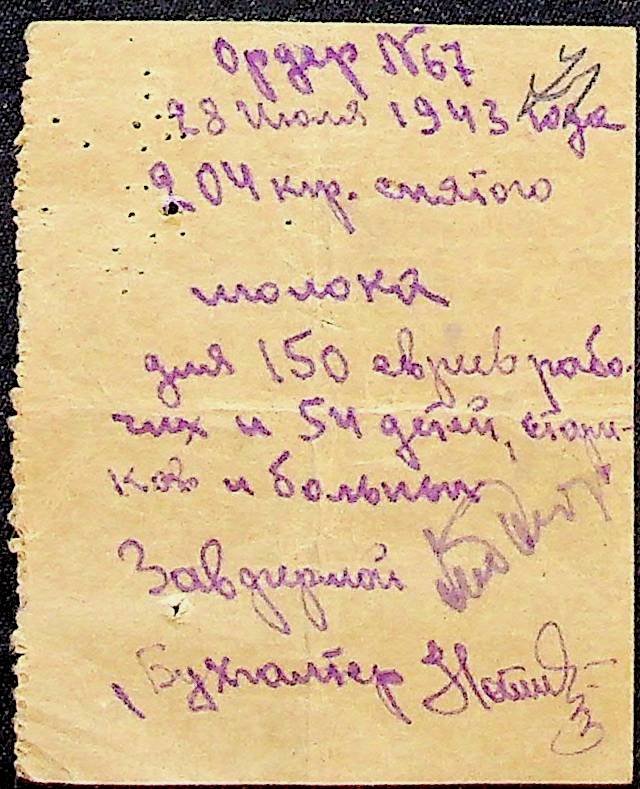 Ордер N 67
28 Июля 1943 года
204 кгр. снятого
молока
для 150 евреев рабо-
чих и 54 детей, стари-
ков и больных
Завфермой
Бухгалтер